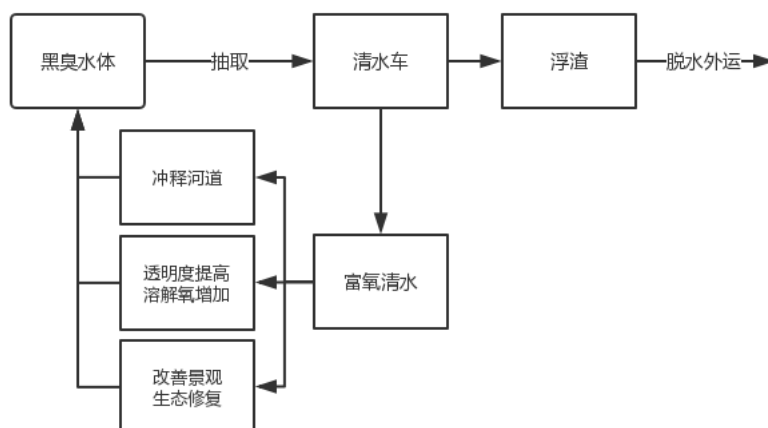 黑臭水体
抽取
清水车
浮渣
脱水外运
冲释河道
透明度提高
溶解氧增加
富氧清水
改善景观
生态修复